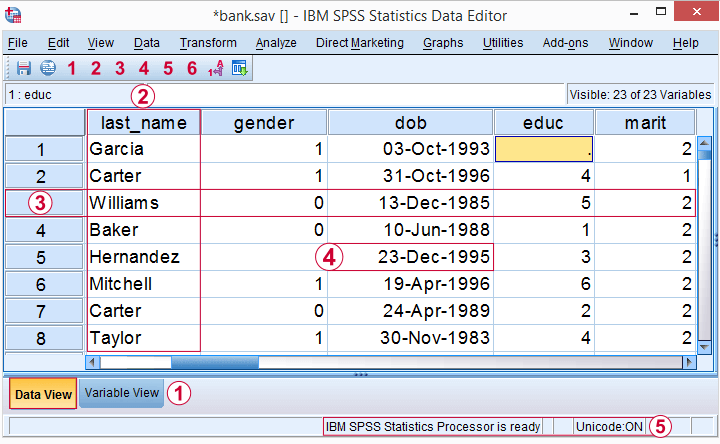 *bank.sav [] - IBM SPSS Statistics Data Editor
File Edit View Data Transform Analyze Direct Marketing Graphs Utilities Add-ons Window Help
1 2 3 4 5 6 1 A
1 : educ 2 Visible: 23 of 23 Variables
last_name gender dob educ marit
1 Garcia 1 03-Oct-1993 . 2
2 Carter 1 31-Oct-1996 4 1
3 Williams 0 13-Dec-1985 5 2
4 Baker 0 10-Jun-1988 1 2
5 Hernandez 4 23-Dec-1995 3 2
6 Mitchell 1 19-Apr-1996 6 2
7 Carter 0 24-Apr-1989 2 2
8 Taylor 1 30-Nov-1983 4 2
Data View Variable View 1
IBM SPSS Statistics Processor is ready Unicode:ON 5